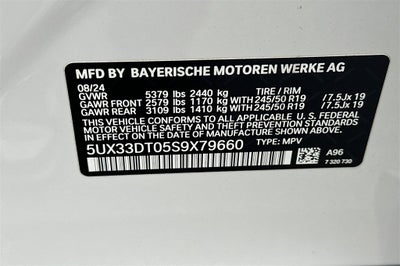 MFD BY BAYERISCHE MOTOREN WERKE AG
08/24
GVWR 5379 lbs 2440 kg TIRE / RIM
GAWR FRONT 2579 lbs 1170 kg 245/50 R19 / 7.5Jx 19
GAWR REAR 3109 lbs 1410 kg 245/50 R19 / 7.5Jx 19
THIS VEHICLE CONFORMS TO ALL APPLICABLE U.S. FEDERAL
MOTOR VEHICLE SAFETY AND THEFT PREVENTION STANDARDS
IN EFFECT ON THE DATE OF MANUFACTURE SHOWN ABOVE.
5UX33DT05S9X79660 TYPE: MPV A96
7 320 730